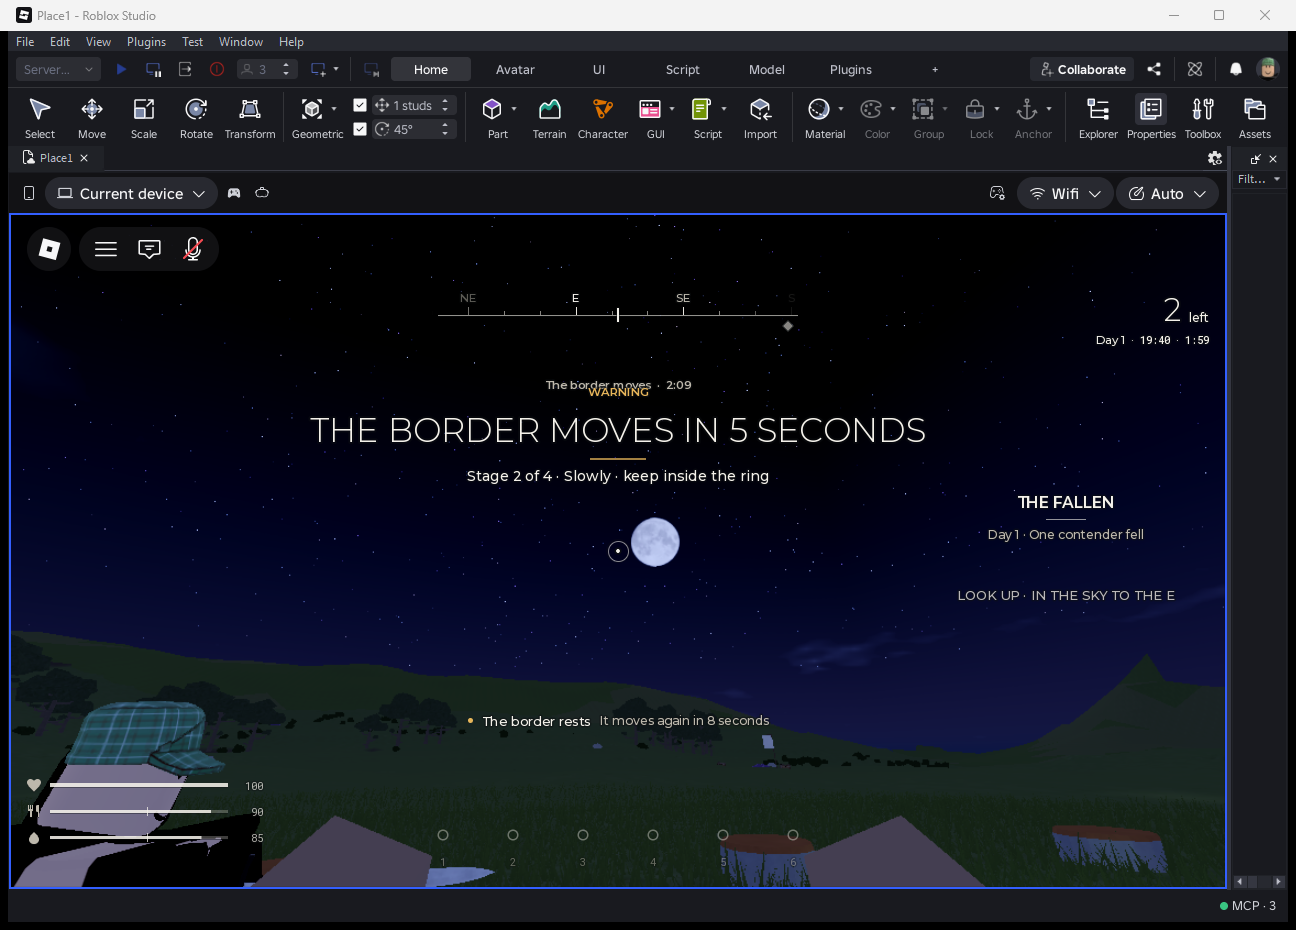 Place1 - Roblox Studio
File Edit View Plugins Test Window Help
Server... 3 Home Avatar UI Script Model Plugins + Collaborate
1 studs
45°
Select Move Scale Rotate Transform Geometric Part Terrain Character GUI Script Import Material Color Group Lock Anchor Explorer Properties Toolbox Assets
Place1
Filt...
Current device Wifi Auto
NE E SE S
2 left
Day 1 · 19:40 · 1:59
The border moves · 2:09
WARNING
THE BORDER MOVES IN 5 SECONDS
Stage 2 of 4 · Slowly · keep inside the ring
THE FALLEN
Day 1 · One contender fell
LOOK UP · IN THE SKY TO THE E
The border rests It moves again in 8 seconds
100
90
85
1 2 3 4 5 6
MCP · 3